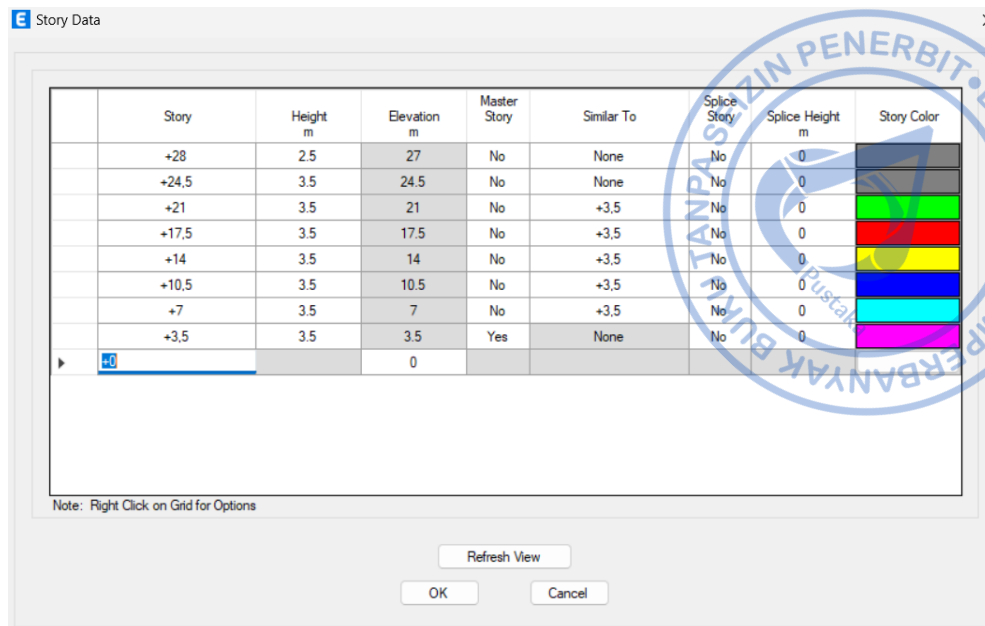 E Story Data
Story Height m Elevation m Master Story Similar To Splice Story Splice Height m Story Color
+28 2.5 27 No None No 0
+24,5 3.5 24.5 No None No 0
+21 3.5 21 No +3,5 No 0
+17,5 3.5 17.5 No +3,5 No 0
+14 3.5 14 No +3,5 No 0
+10,5 3.5 10.5 No +3,5 No 0
+7 3.5 7 No +3,5 No 0
+3,5 3.5 3.5 Yes None No 0
+0 0
Note: Right Click on Grid for Options
Refresh View
OK Cancel
TANPA SEIZIN PENERBIT
Pustaka
BUKU